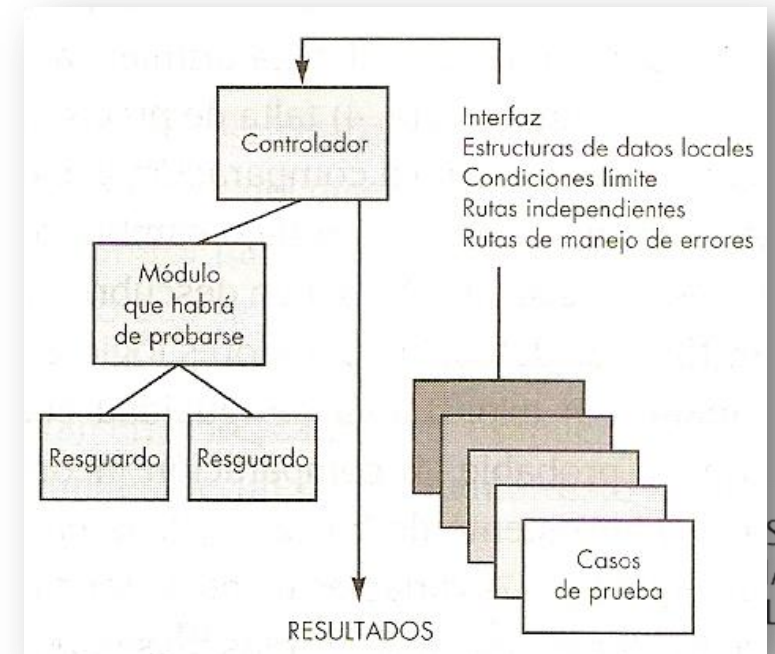 Controlador
Interfaz
Estructuras de datos locales
Condiciones límite
Rutas independientes
Rutas de manejo de errores
Módulo
que habrá
de probarse
Resguardo
Resguardo
Casos
de prueba
RESULTADOS